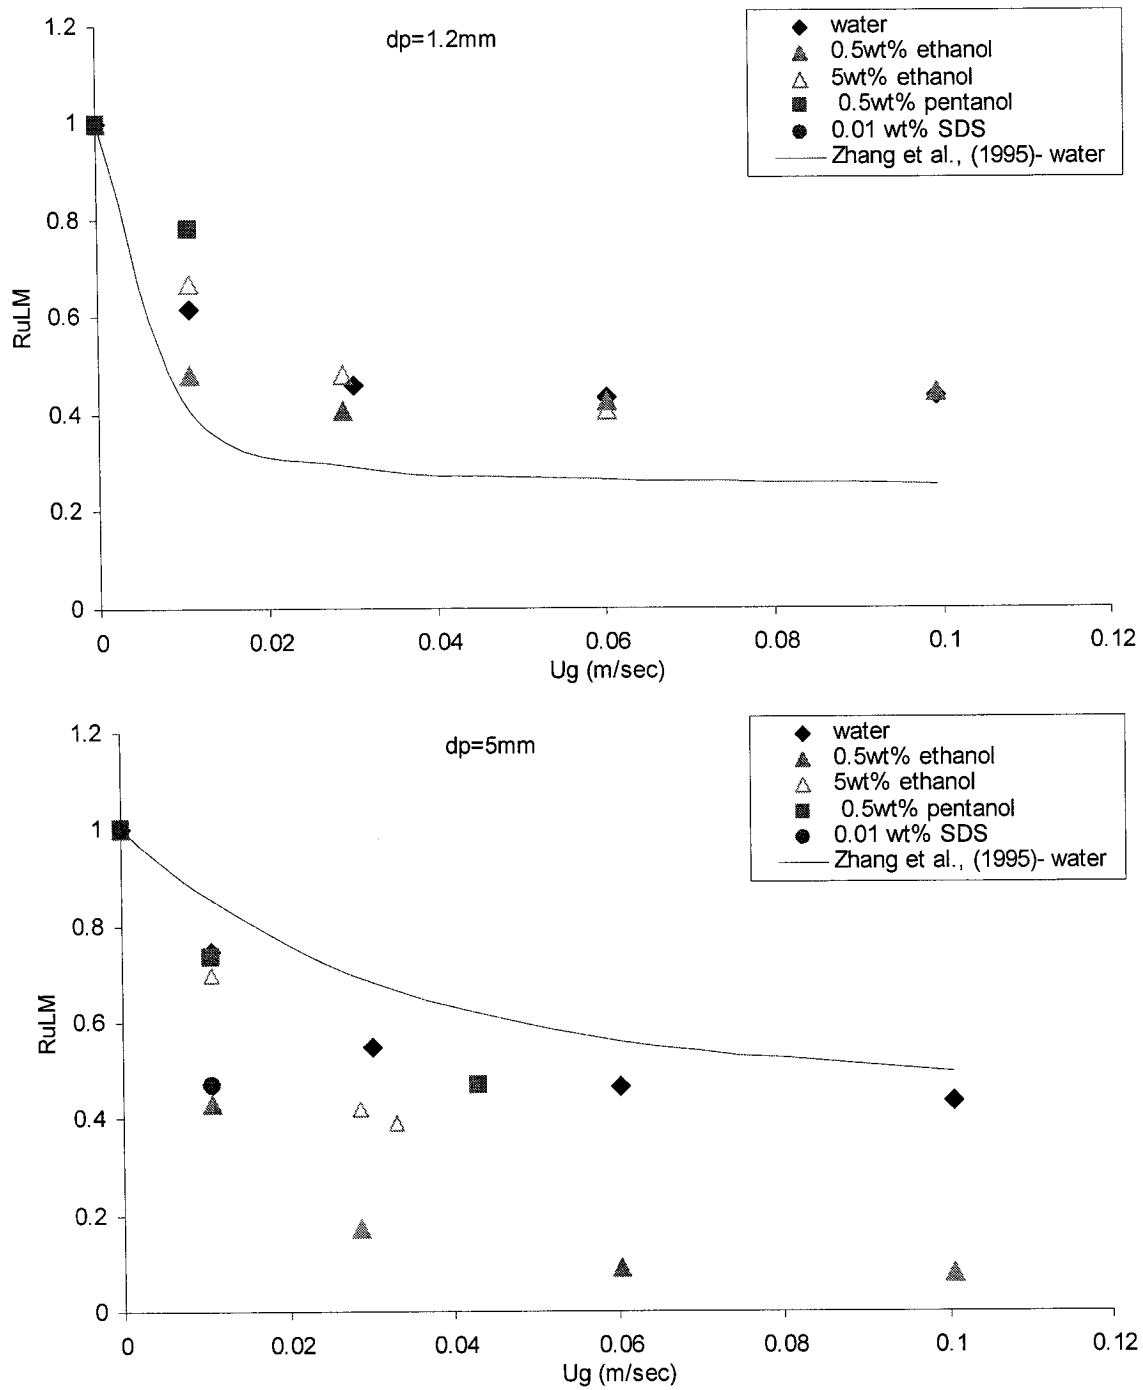 dp=1.2mm
water
0.5wt% ethanol
5wt% ethanol
0.5wt% pentanol
0.01 wt% SDS
Zhang et al., (1995)- water
1.2
1
0.8
0.6
0.4
0.2
0
RuLM
0 0.02 0.04 0.06 0.08 0.1 0.12
Ug (m/sec)
dp=5mm
water
0.5wt% ethanol
5wt% ethanol
0.5wt% pentanol
0.01 wt% SDS
Zhang et al., (1995)- water
1.2
1
0.8
0.6
0.4
0.2
0
RuLM
0 0.02 0.04 0.06 0.08 0.1 0.12
Ug (m/sec)